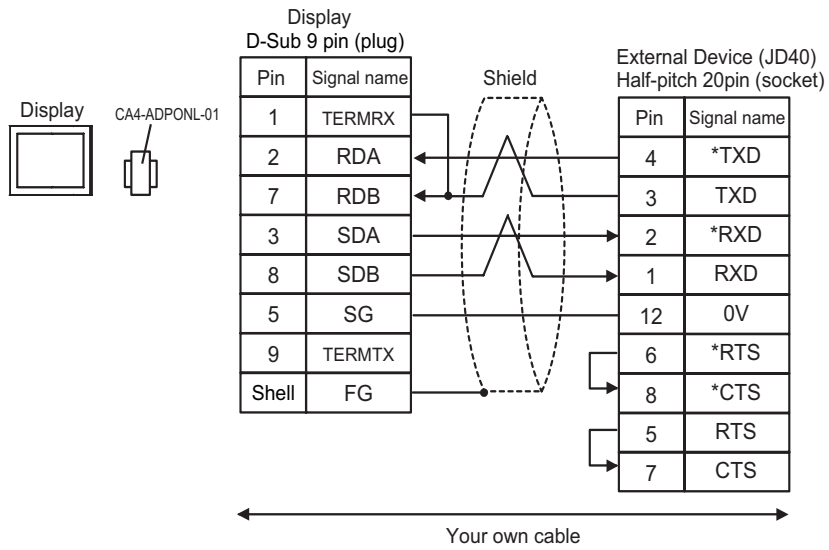 Display
D-Sub 9 pin (plug)
External Device (JD40)
Half-pitch 20pin (socket)
Shield
Display
CA4-ADPONL-01
Pin Signal name
1 TERMRX
2 RDA
7 RDB
3 SDA
8 SDB
5 SG
9 TERMTX
Shell FG
Pin Signal name
4 *TXD
3 TXD
2 *RXD
1 RXD
12 0V
6 *RTS
8 *CTS
5 RTS
7 CTS
Your own cable